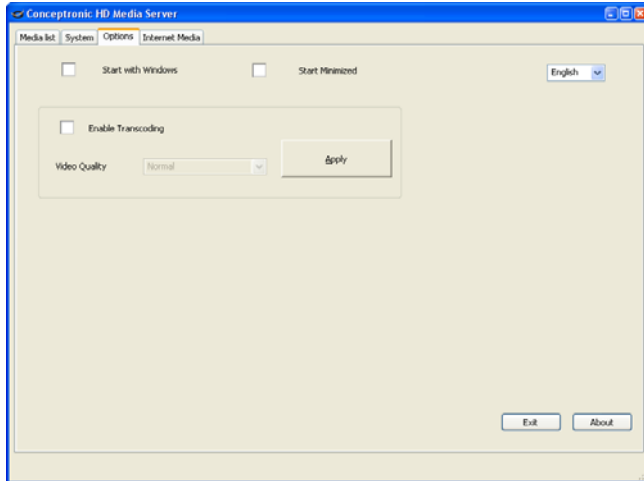 Conceptronic HD Media Server
Media list System Options Internet Media
Start with Windows Start Minimized English
Enable Transcoding
Video Quality Normal Apply
Exit About